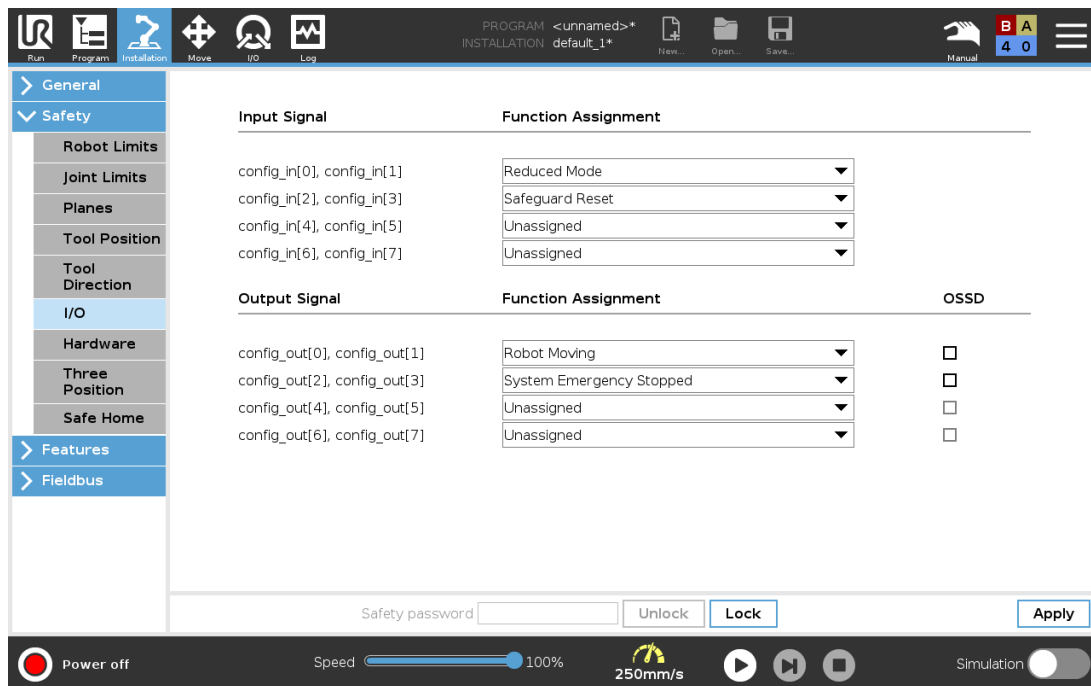 PROGRAM <unnamed>*
INSTALLATION default_1*
UR
Run
Program
Installation
Move
I/O
Log
New...
Open...
Save...
Manual
B A
4 0
General
Safety
Robot Limits
Joint Limits
Planes
Tool Position
Tool
Direction
I/O
Hardware
Three
Position
Safe Home
Features
Fieldbus
Input Signal Function Assignment
config_in[0], config_in[1] Reduced Mode
config_in[2], config_in[3] Safeguard Reset
config_in[4], config_in[5] Unassigned
config_in[6], config_in[7] Unassigned
Output Signal Function Assignment OSSD
config_out[0], config_out[1] Robot Moving
config_out[2], config_out[3] System Emergency Stopped
config_out[4], config_out[5] Unassigned
config_out[6], config_out[7] Unassigned
Safety password Unlock Lock Apply
Power off Speed 100% 250mm/s Simulation